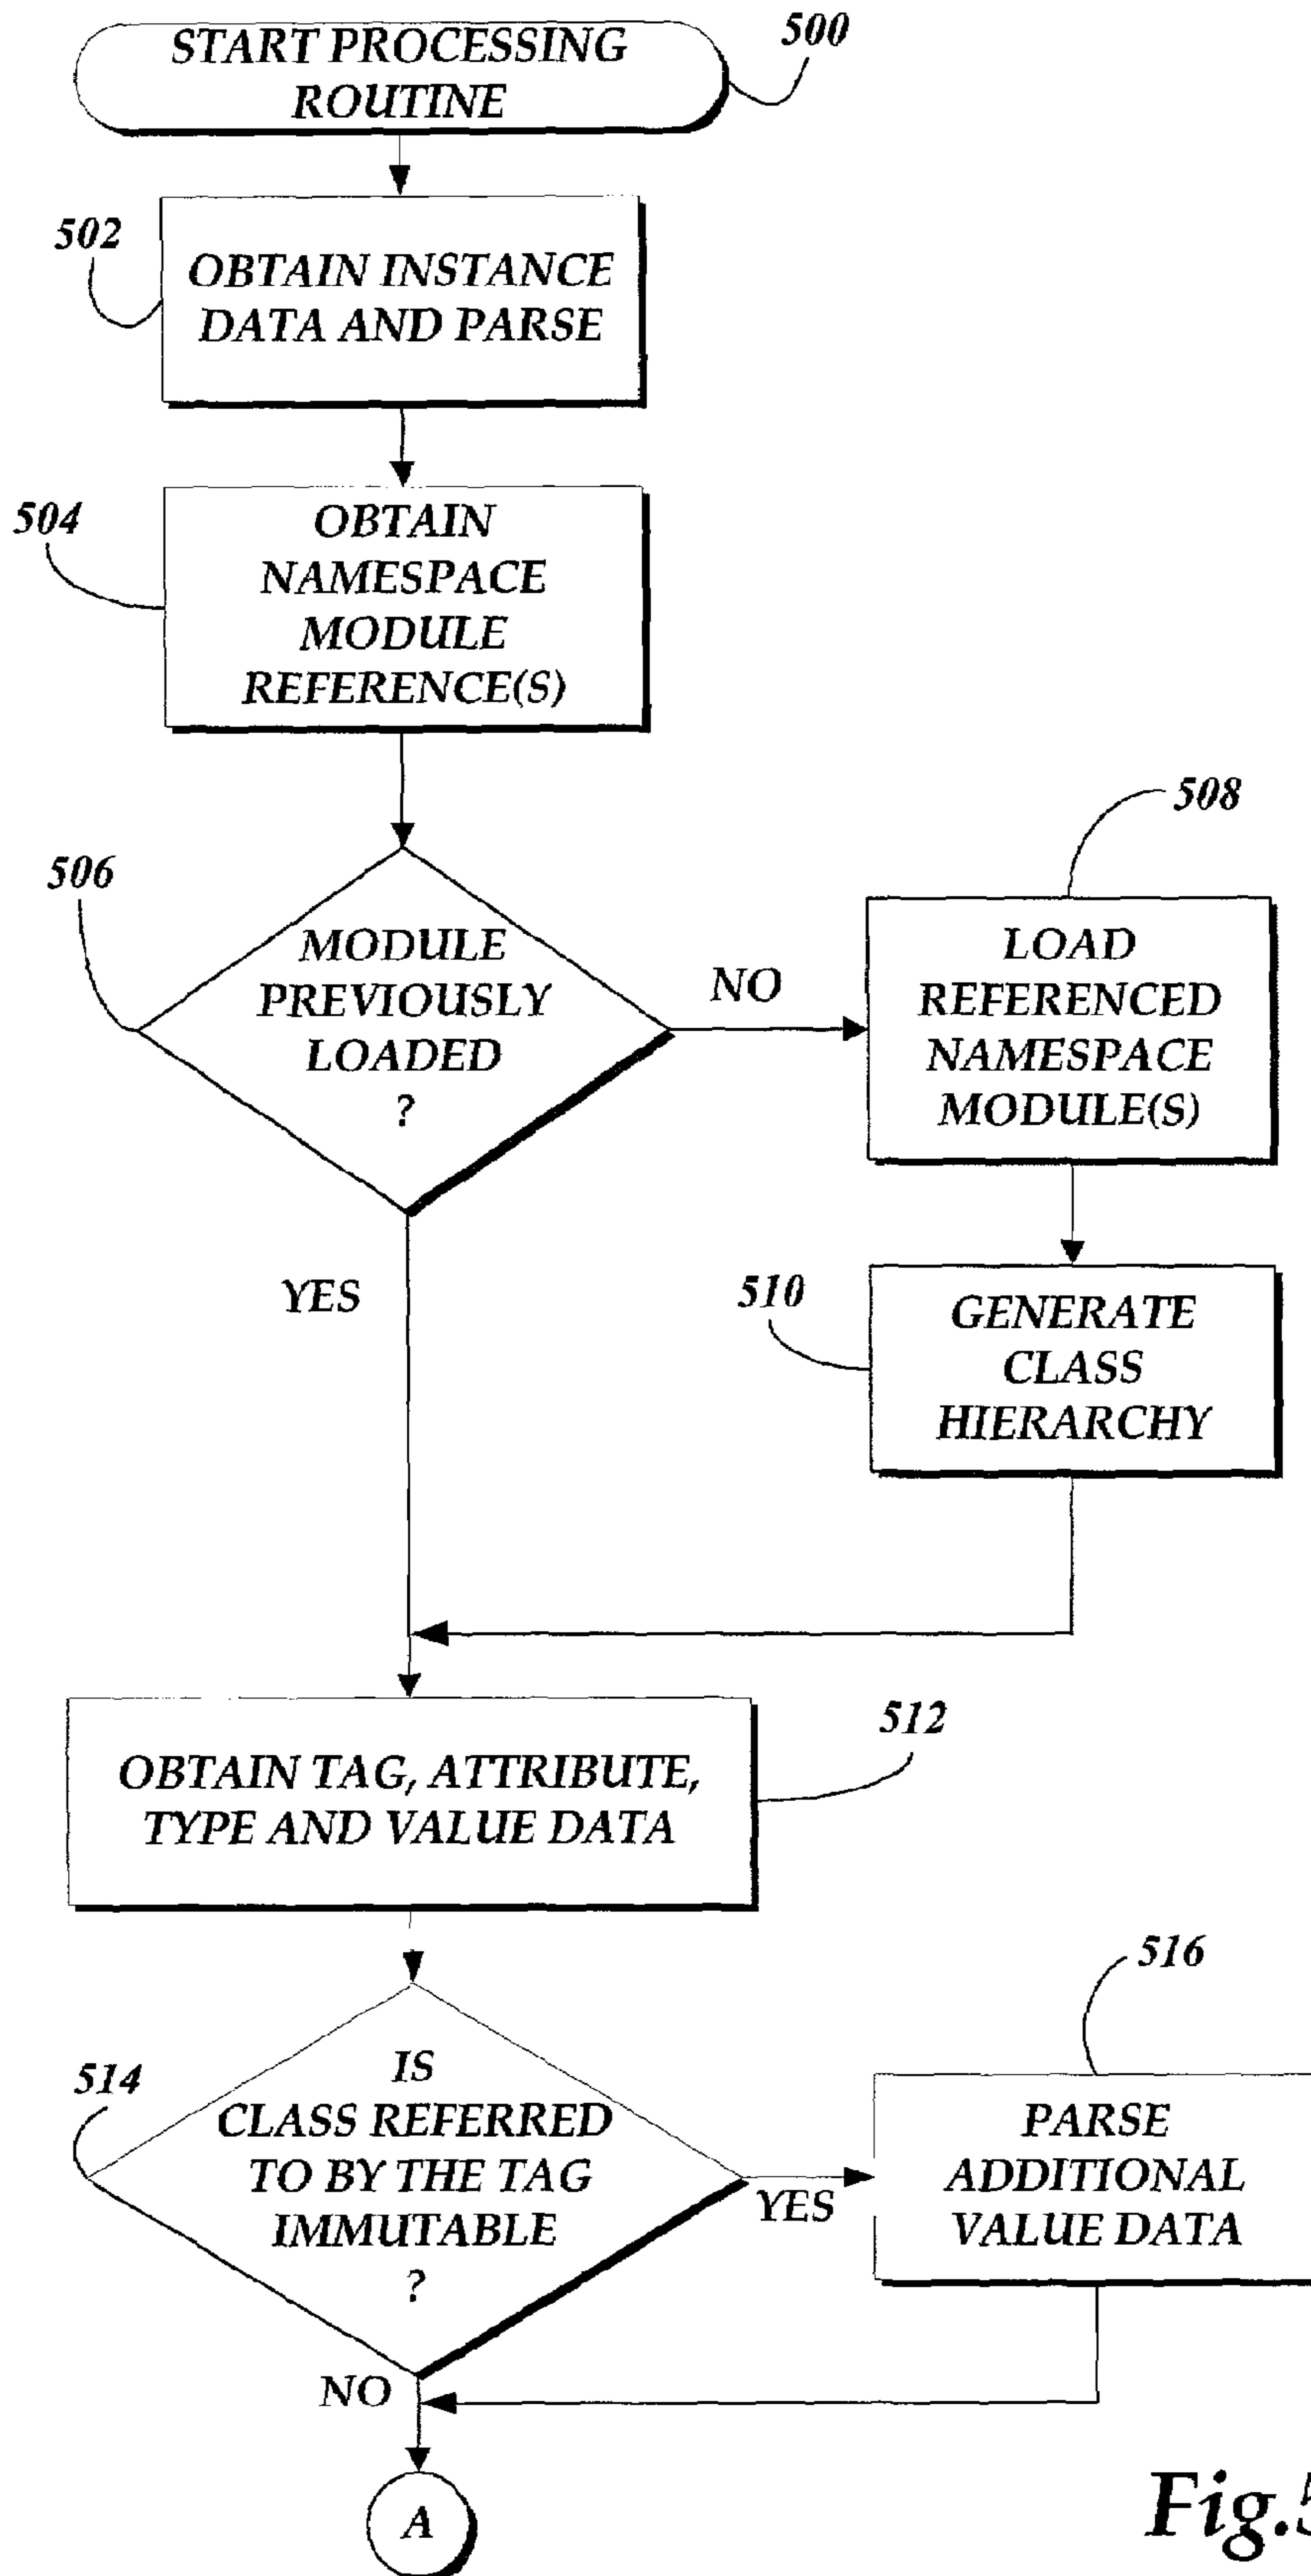 START PROCESSING
ROUTINE
500
502
OBTAIN INSTANCE
DATA AND PARSE
504
OBTAIN
NAMESPACE
MODULE
REFERENCE(S)
506
MODULE
PREVIOUSLY
LOADED
?
NO
508
LOAD
REFERENCED
NAMESPACE
MODULE(S)
YES
510
GENERATE
CLASS
HIERARCHY
512
OBTAIN TAG, ATTRIBUTE,
TYPE AND VALUE DATA
514
IS
CLASS REFERRED
TO BY THE TAG
IMMUTABLE
?
YES
516
PARSE
ADDITIONAL
VALUE DATA
NO
A
Fig.5